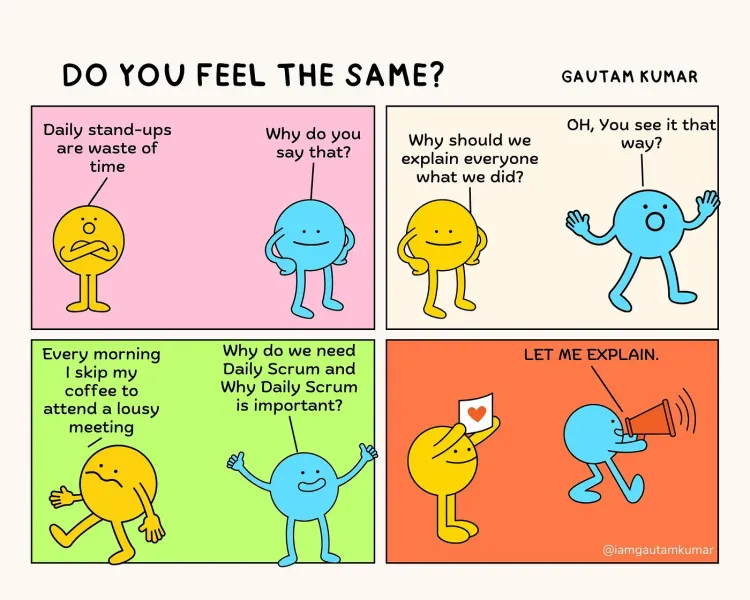 DO YOU FEEL THE SAME?
GAUTAM KUMAR
Daily stand-ups
are waste of
time
Why do you
say that?
Why should we
explain everyone
what we did?
OH, You see it that
way?
Every morning
I skip my
coffee to
attend a lousy
meeting
Why do we need
Daily Scrum and
Why Daily Scrum
is important?
LET ME EXPLAIN.
@iamgautamkumar